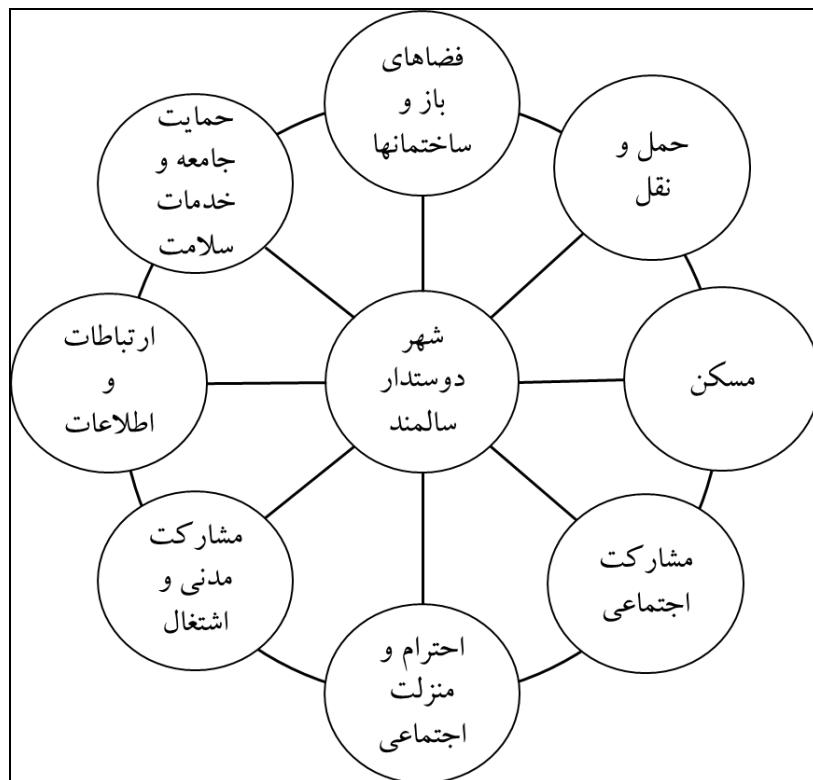 فضاهای
باز و
ساختمانها
حمل و
نقل
مسکن
مشارکت
اجتماعی
احترام و
منزلت
اجتماعی
مشارکت
مدنی و
اشتغال
ارتباطات
و
اطلاعات
حمایت
جامعه و
خدمات
سلامت
شهر
دوستدار
سالمند